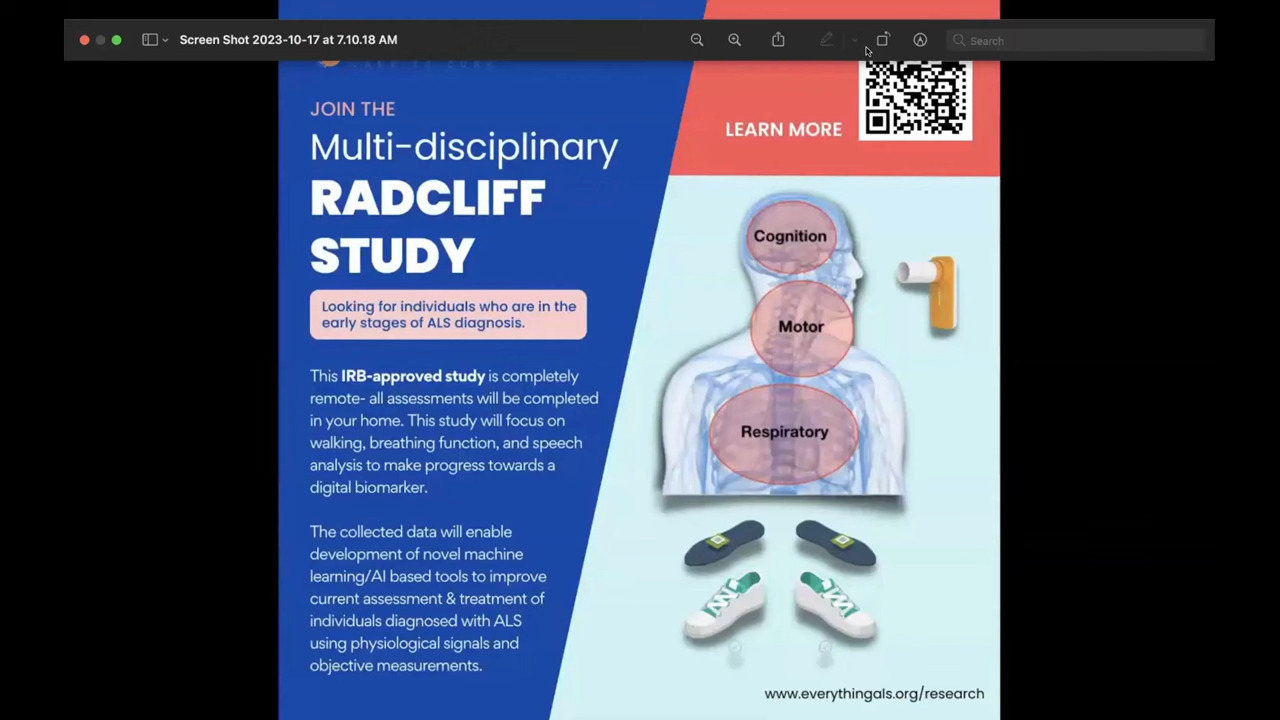 Screen Shot 2023-10-17 at 7.10.18 AM
Search
JOIN THE
Multi-disciplinary
RADCLIFF
STUDY
Looking for individuals who are in the
early stages of ALS diagnosis.
This IRB-approved study is completely
remote- all assessments will be completed
in your home. This study will focus on
walking, breathing function, and speech
analysis to make progress towards a
digital biomarker.
The collected data will enable
development of novel machine
learning/AI based tools to improve
current assessment & treatment of
individuals diagnosed with ALS
using physiological signals and
objective measurements.
LEARN MORE
Cognition
Motor
Respiratory
www.everythingals.org/research